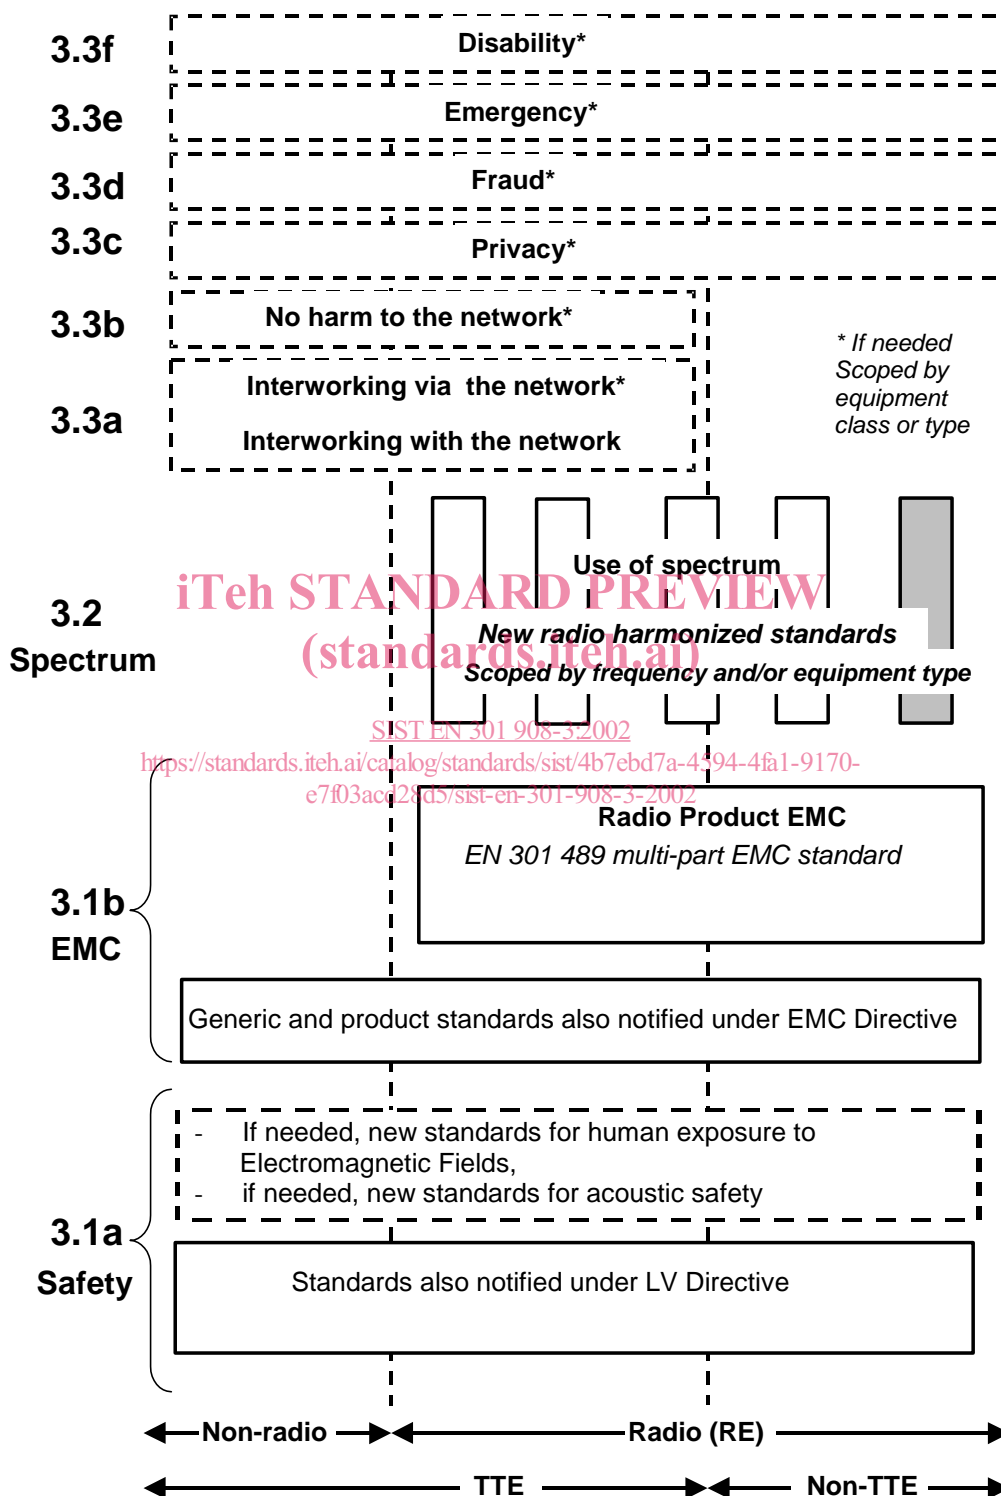 3.3f
Disability*
3.3e
Emergency*
3.3d
Fraud*
3.3c
Privacy*
3.3b
No harm to the network*
* If needed
Scoped by
equipment
class or type
3.3a
Interworking via the network*
Interworking with the network
Use of spectrum
iTeh STANDARD PREVIEW
3.2
Spectrum
New radio harmonized standards
(standards.iteh.ai)
Scoped by frequency and/or equipment type
SIST EN 301 908-3:2002
https://standards.iteh.ai/catalog/standards/sist/4b7ebd7a-4594-4fa1-9170-
e7f03acd28d5/sist-en-301-908-3-2002
Radio Product EMC
EN 301 489 multi-part EMC standard
3.1b
EMC
Generic and product standards also notified under EMC Directive
- If needed, new standards for human exposure to
Electromagnetic Fields,
- if needed, new standards for acoustic safety
3.1a
Safety
Standards also notified under LV Directive
Non-radio
Radio (RE)
TTE
Non-TTE